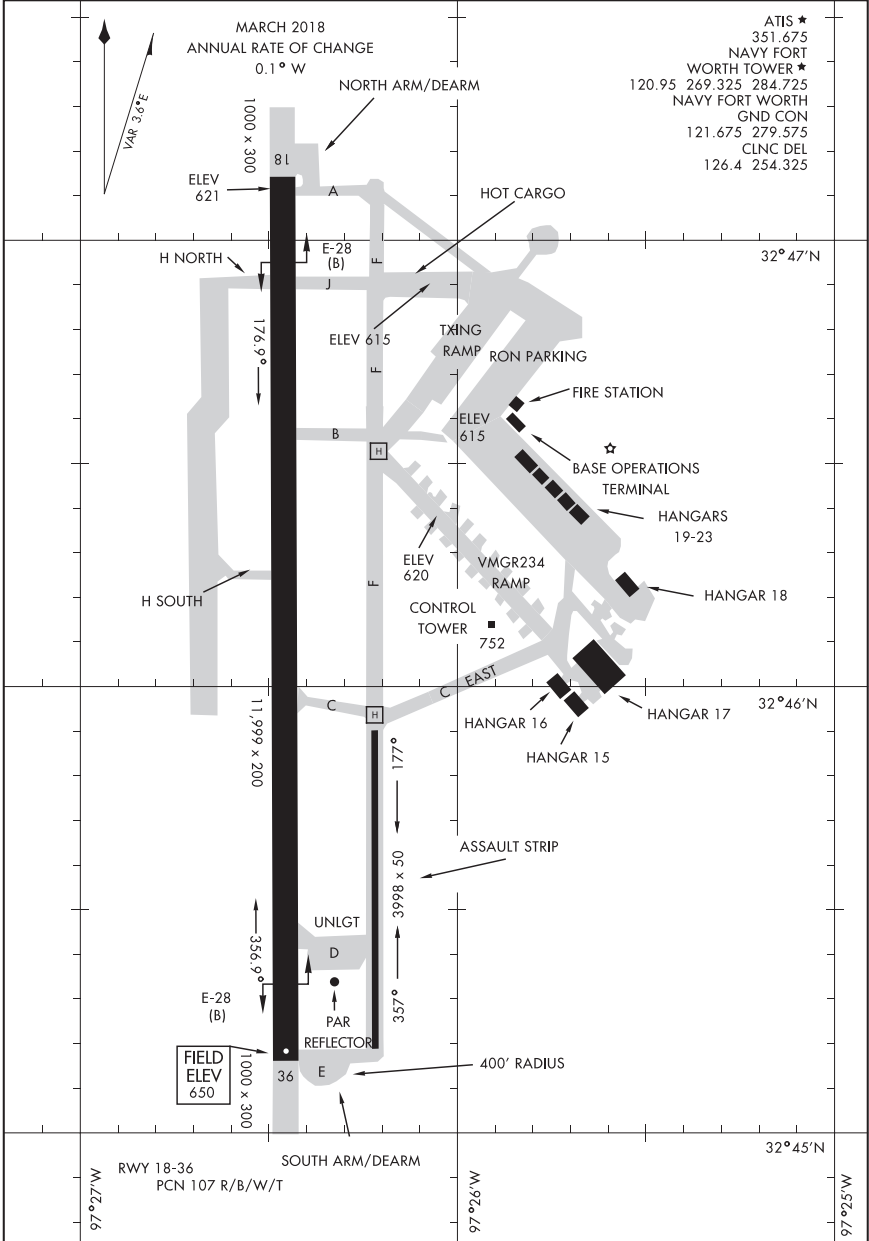 MARCH 2018
ANNUAL RATE OF CHANGE
0.1° W
VAR 3.6°E
ATIS ★
351.675
NAVY FORT
WORTH TOWER ★
120.95 269.325 284.725
NAVY FORT WORTH
GND CON
121.675 279.575
CLNC DEL
126.4 254.325
NORTH ARM/DEARM
1000 x 300
18
ELEV
621
A
HOT CARGO
H NORTH
E-28
(B)
F
32°47'N
J
176.9°
ELEV 615
TXING
RAMP
RON PARKING
F
FIRE STATION
ELEV
615
B
H
BASE OPERATIONS
TERMINAL
HANGARS
19-23
ELEV
620
VMGR234
RAMP
F
H SOUTH
HANGAR 18
CONTROL
TOWER
752
C EAST
C
H
HANGAR 16
HANGAR 17
32°46'N
HANGAR 15
11,999 x 200
177°
ASSAULT STRIP
3998 x 50
UNLGT
D
356.9°
357°
E-28
(B)
PAR
REFLECTOR
FIELD
ELEV
650
1000 x 300
36
E
400' RADIUS
SOUTH ARM/DEARM
32°45'N
RWY 18-36
PCN 107 R/B/W/T
97°27'W
97°26'W
97°25'W